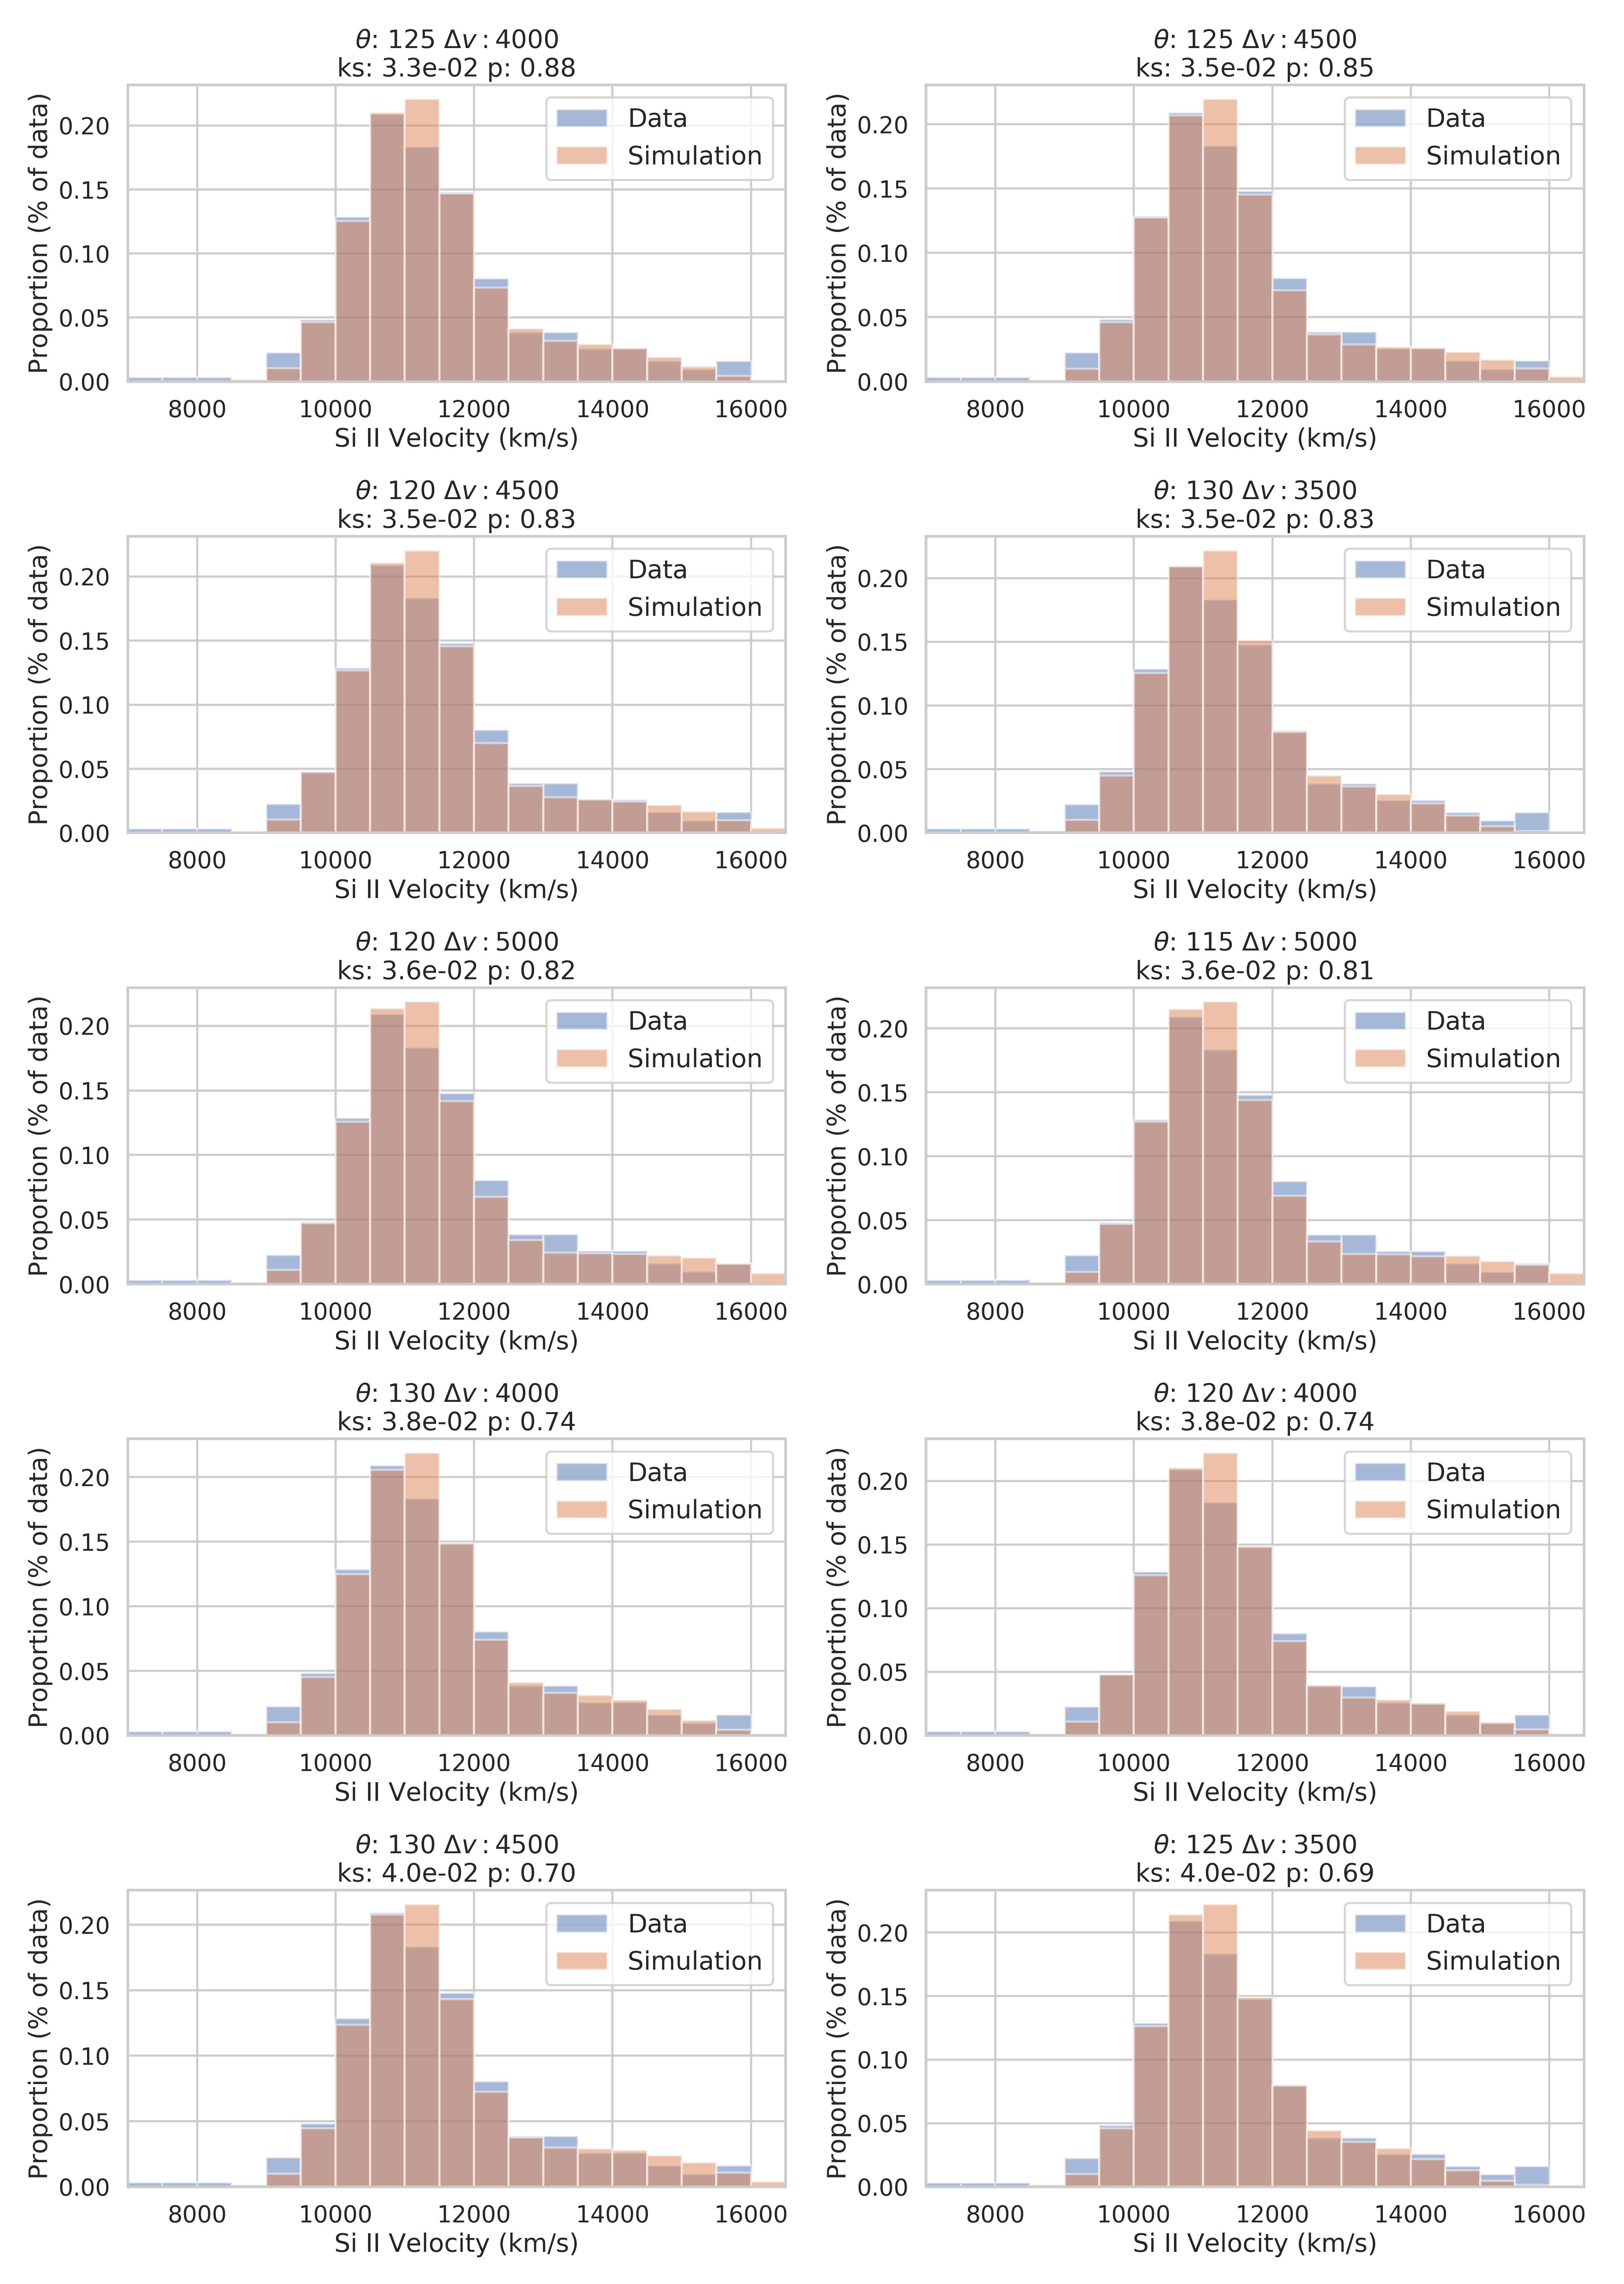 θ: 125 Δv : 4000
ks: 3.3e-02 p: 0.88
Proportion (% of data)
0.20
0.15
0.10
0.05
0.00
Data
Simulation
8000 10000 12000 14000 16000
Si II Velocity (km/s)
θ: 125 Δv : 4500
ks: 3.5e-02 p: 0.85
Proportion (% of data)
0.20
0.15
0.10
0.05
0.00
Data
Simulation
8000 10000 12000 14000 16000
Si II Velocity (km/s)
θ: 120 Δv : 4500
ks: 3.5e-02 p: 0.83
Proportion (% of data)
0.20
0.15
0.10
0.05
0.00
Data
Simulation
8000 10000 12000 14000 16000
Si II Velocity (km/s)
θ: 130 Δv : 3500
ks: 3.5e-02 p: 0.83
Proportion (% of data)
0.20
0.15
0.10
0.05
0.00
Data
Simulation
8000 10000 12000 14000 16000
Si II Velocity (km/s)
θ: 120 Δv : 5000
ks: 3.6e-02 p: 0.82
Proportion (% of data)
0.20
0.15
0.10
0.05
0.00
Data
Simulation
8000 10000 12000 14000 16000
Si II Velocity (km/s)
θ: 115 Δv : 5000
ks: 3.6e-02 p: 0.81
Proportion (% of data)
0.20
0.15
0.10
0.05
0.00
Data
Simulation
8000 10000 12000 14000 16000
Si II Velocity (km/s)
θ: 130 Δv : 4000
ks: 3.8e-02 p: 0.74
Proportion (% of data)
0.20
0.15
0.10
0.05
0.00
Data
Simulation
8000 10000 12000 14000 16000
Si II Velocity (km/s)
θ: 120 Δv : 4000
ks: 3.8e-02 p: 0.74
Proportion (% of data)
0.20
0.15
0.10
0.05
0.00
Data
Simulation
8000 10000 12000 14000 16000
Si II Velocity (km/s)
θ: 130 Δv : 4500
ks: 4.0e-02 p: 0.70
Proportion (% of data)
0.20
0.15
0.10
0.05
0.00
Data
Simulation
8000 10000 12000 14000 16000
Si II Velocity (km/s)
θ: 125 Δv : 3500
ks: 4.0e-02 p: 0.69
Proportion (% of data)
0.20
0.15
0.10
0.05
0.00
Data
Simulation
8000 10000 12000 14000 16000
Si II Velocity (km/s)